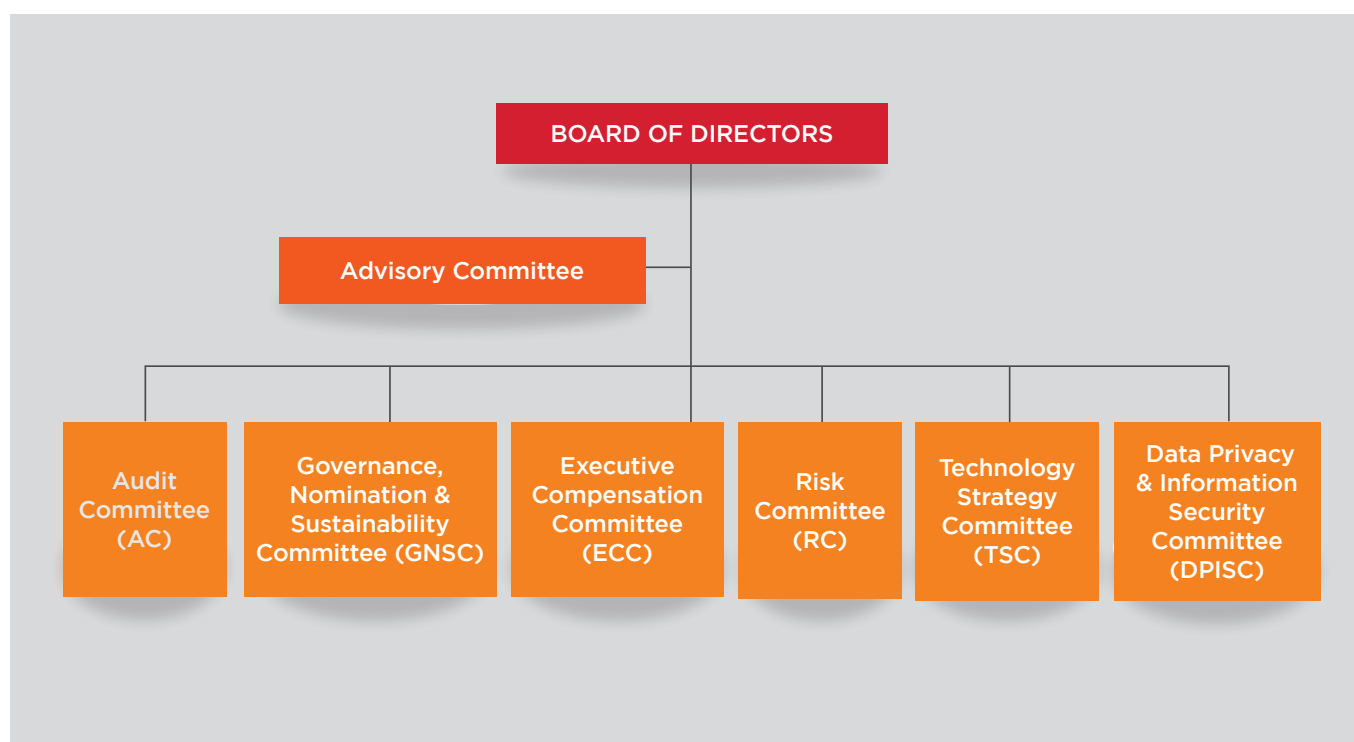 BOARD OF DIRECTORS
Advisory Committee
Audit
Committee
(AC)
Governance,
Nomination &
Sustainability
Committee (GNSC)
Executive
Compensation
Committee
(ECC)
Risk
Committee
(RC)
Technology
Strategy
Committee
(TSC)
Data Privacy
& Information
Security
Committee
(DPISC)